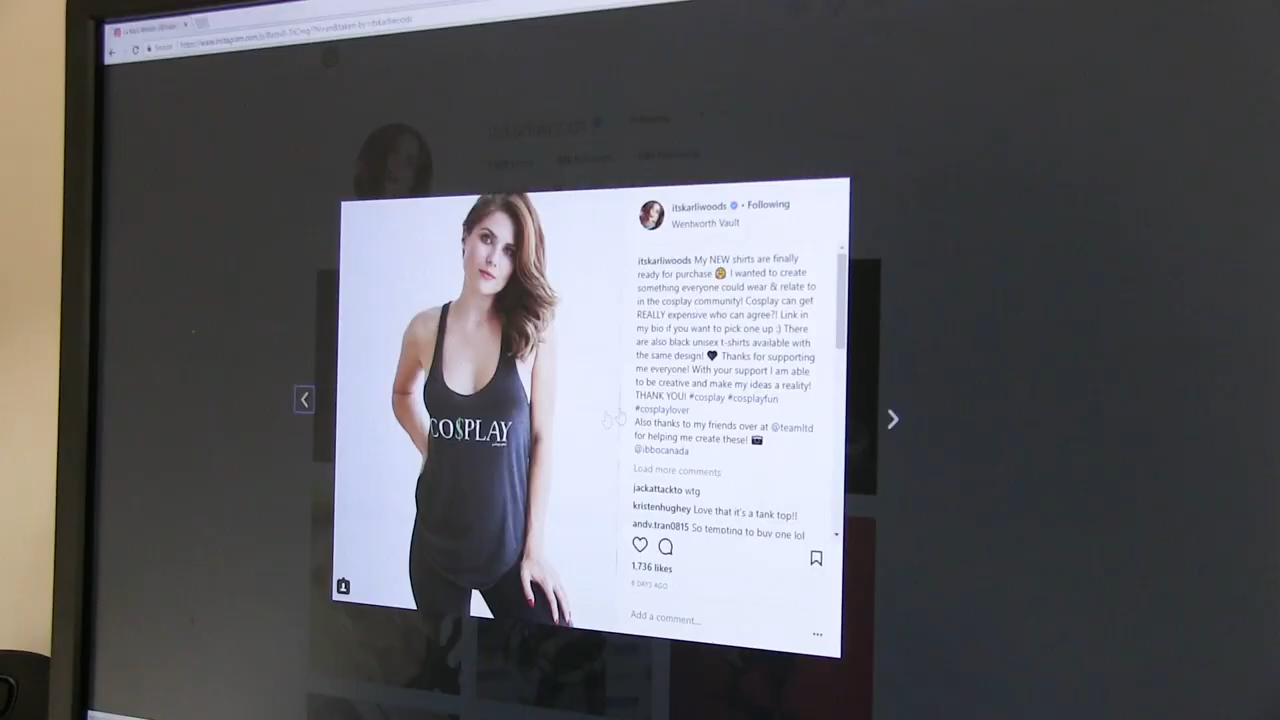 itskarliwoods • Following
Wentworth Vault
itskarliwoods My NEW shirts are finally
ready for purchase 🤗 I wanted to create
something everyone could wear & relate to
in the cosplay community! Cosplay can get
REALLY expensive who can agree?! Link in
my bio if you want to pick one up :) There
are also black unisex t-shirts available with
the same design! 🖤 Thanks for supporting
me everyone! With your support I am able
to be creative and make my ideas a reality!
THANK YOU! #cosplay #cosplayfun
#cosplaylover
Also thanks to my friends over at @teamltd
for helping me create these! 📷
@ibbocanada
Load more comments
jackattackto wtg
kristenhughey Love that it's a tank top!!
andy.tran0815 So tempting to buy one lol
1,736 likes
6 DAYS AGO
Add a comment...
CO$PLAY